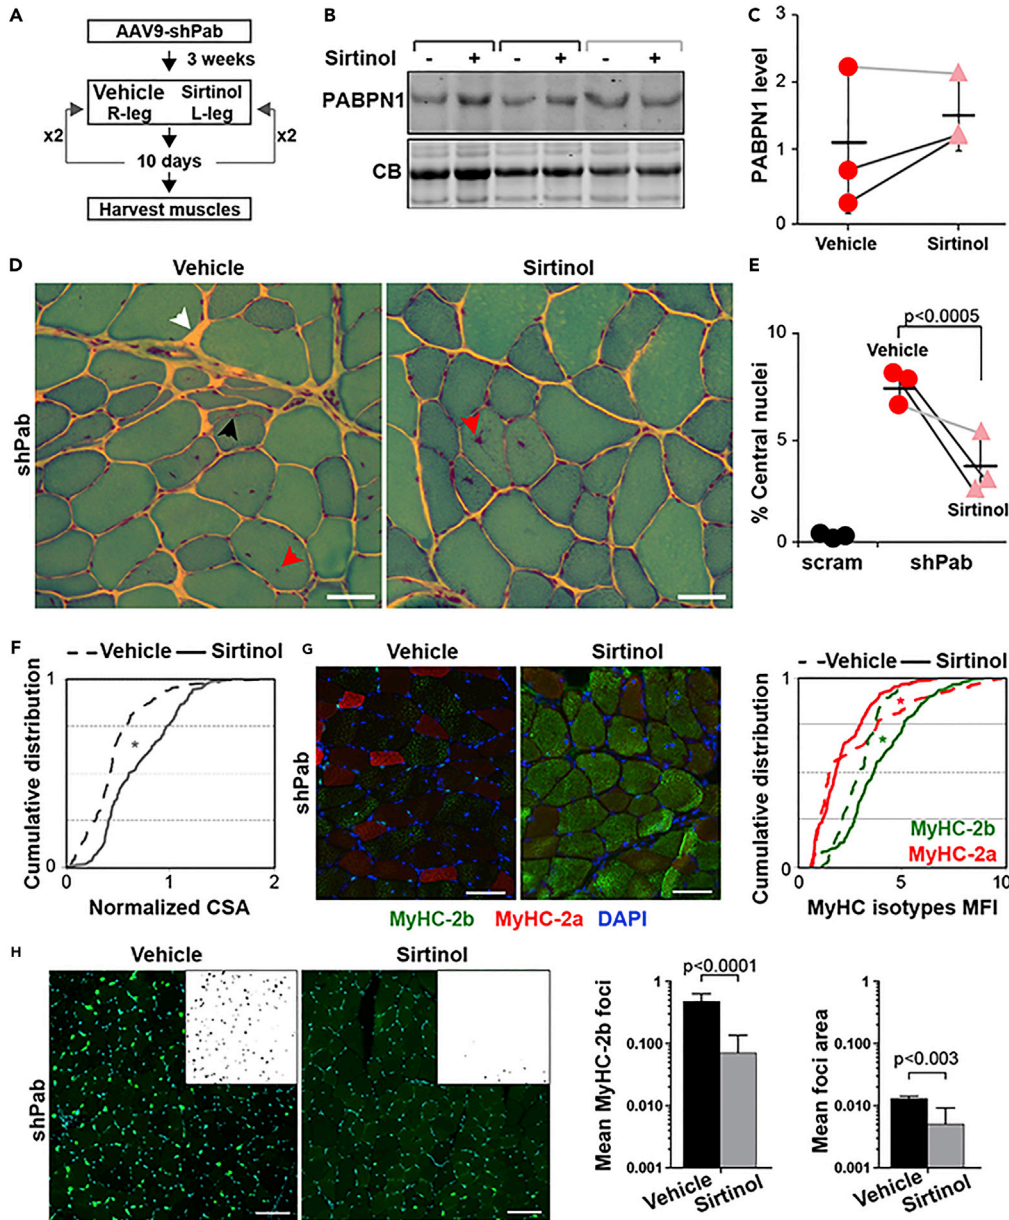 A
AAV9-shPab
3 weeks
Vehicle Sirtinol
R-leg L-leg
x2 x2
10 days
Harvest muscles
B
Sirtinol - + - + - +
PABPN1
CB
C
PABPN1 level
3
2
1
0
Vehicle Sirtinol
D
Vehicle Sirtinol
shPab
E
p<0.0005
% Central nuclei
10
5
0
Vehicle
Sirtinol
scram shPab
F
Vehicle Sirtinol
Cumulative distribution
1
0
0 1 2
Normalized CSA
*
G
Vehicle Sirtinol
shPab
MyHC-2b MyHC-2a DAPI
Vehicle Sirtinol
Cumulative distribution
1
0
0 5 10
*
*
MyHC-2b
MyHC-2a
MyHC isotypes MFI
H
Vehicle Sirtinol
shPab
Mean MyHC-2b foci
p<0.0001
1
0.100
0.010
0.001
Vehicle
Sirtinol
Mean foci area
p<0.003
1
0.100
0.010
0.001
Vehicle
Sirtinol